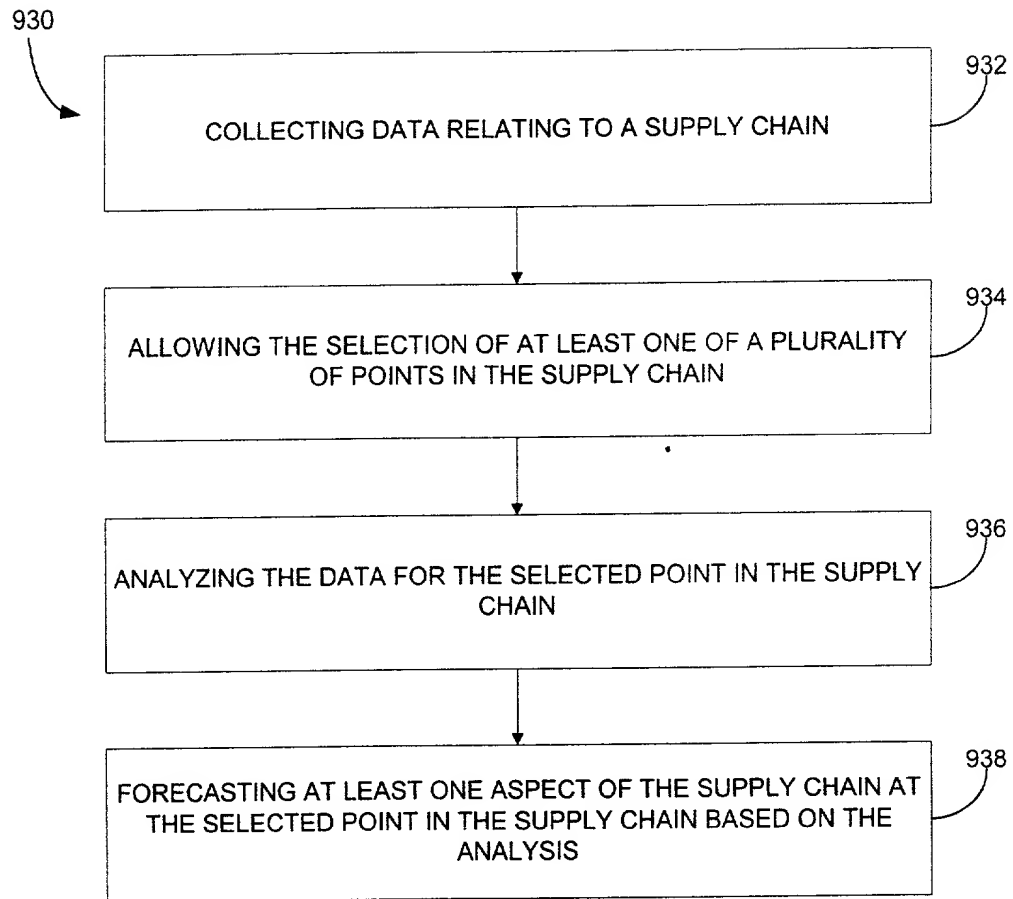 930
932
COLLECTING DATA RELATING TO A SUPPLY CHAIN
934
ALLOWING THE SELECTION OF AT LEAST ONE OF A PLURALITY
OF POINTS IN THE SUPPLY CHAIN
936
ANALYZING THE DATA FOR THE SELECTED POINT IN THE SUPPLY
CHAIN
938
FORECASTING AT LEAST ONE ASPECT OF THE SUPPLY CHAIN AT
THE SELECTED POINT IN THE SUPPLY CHAIN BASED ON THE
ANALYSIS